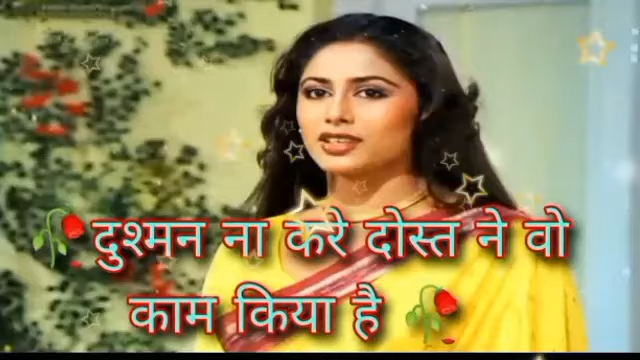 🥀दुश्मन ना करे दोस्त ने वो
काम किया है 🥀